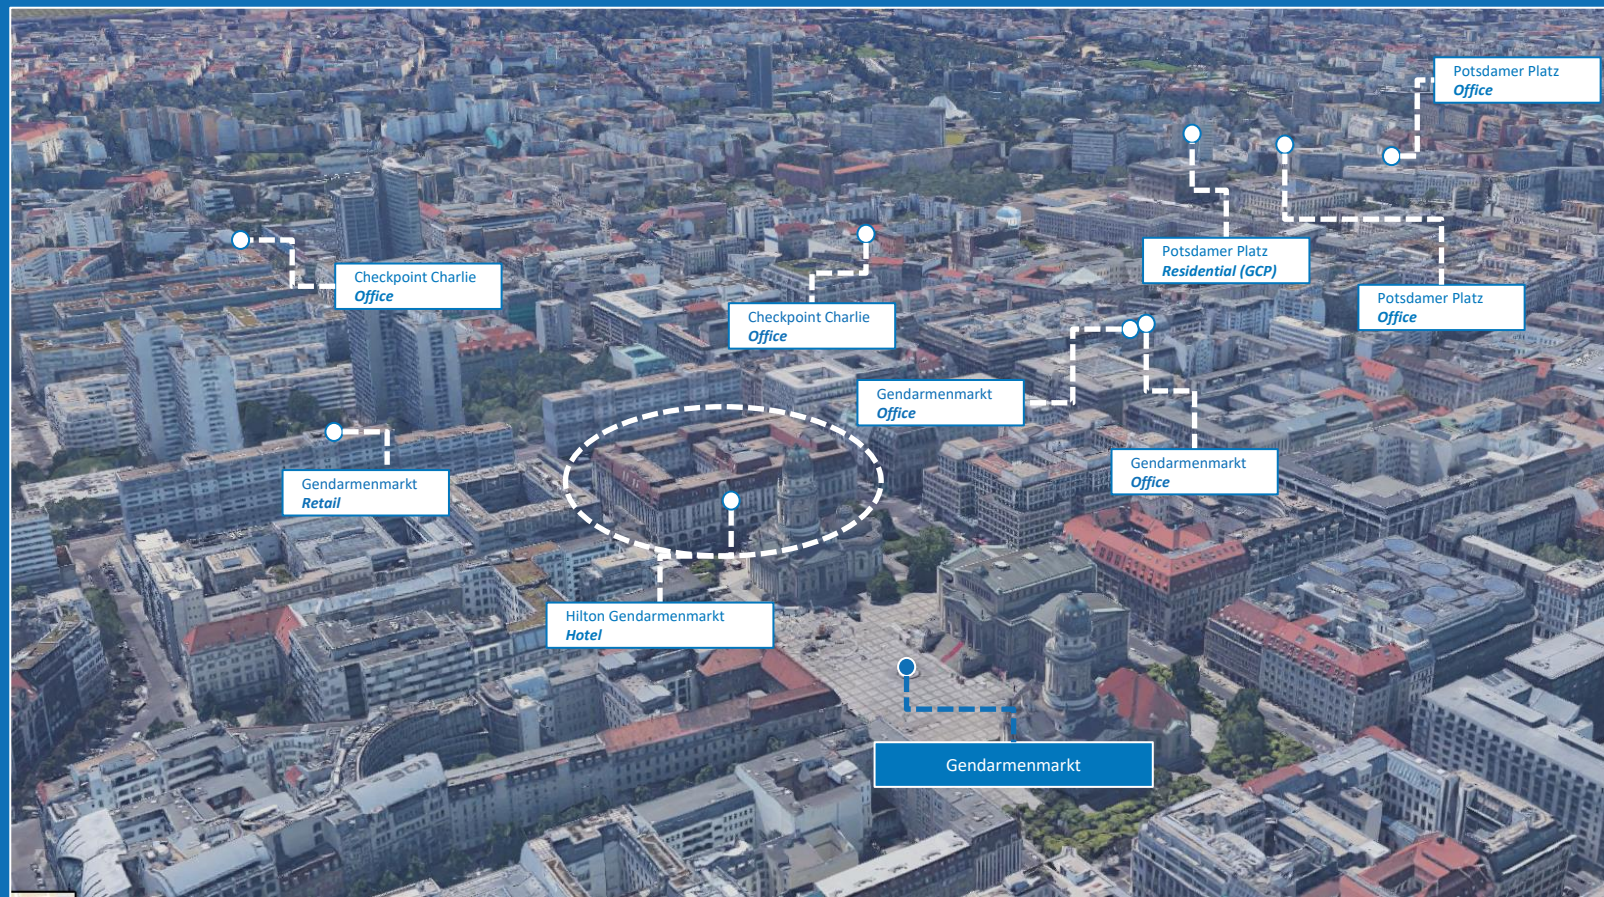 Potsdamer Platz
Office
Potsdamer Platz
Residential (GCP)
Checkpoint Charlie
Office
Potsdamer Platz
Office
Checkpoint Charlie
Office
Gendarmenmarkt
Office
Gendarmenmarkt
Office
Gendarmenmarkt
Retail
Hilton Gendarmenmarkt
Hotel
Gendarmenmarkt